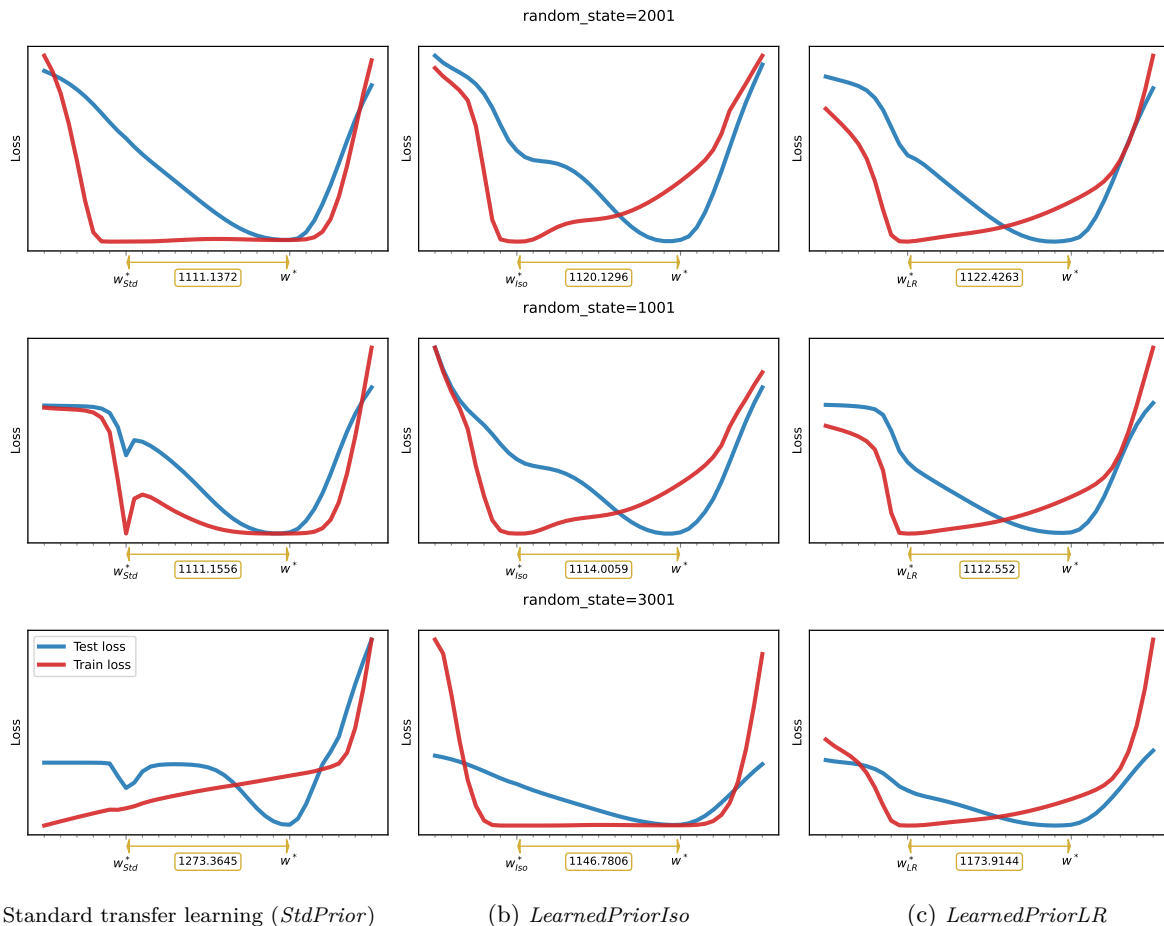 random_state=2001
Loss
Loss
Loss
w*Std 1111.1372 w*
w*Iso 1120.1296 w*
w*LR 1122.4263 w*
random_state=1001
Loss
Loss
Loss
w*Std 1111.1556 w*
w*Iso 1114.0059 w*
w*LR 1112.552 w*
random_state=3001
Test loss
Train loss
Loss
Loss
Loss
w*Std 1273.3645 w*
w*Iso 1146.7806 w*
w*LR 1173.9144 w*
Standard transfer learning (StdPrior)
(b) LearnedPriorIso
(c) LearnedPriorLR